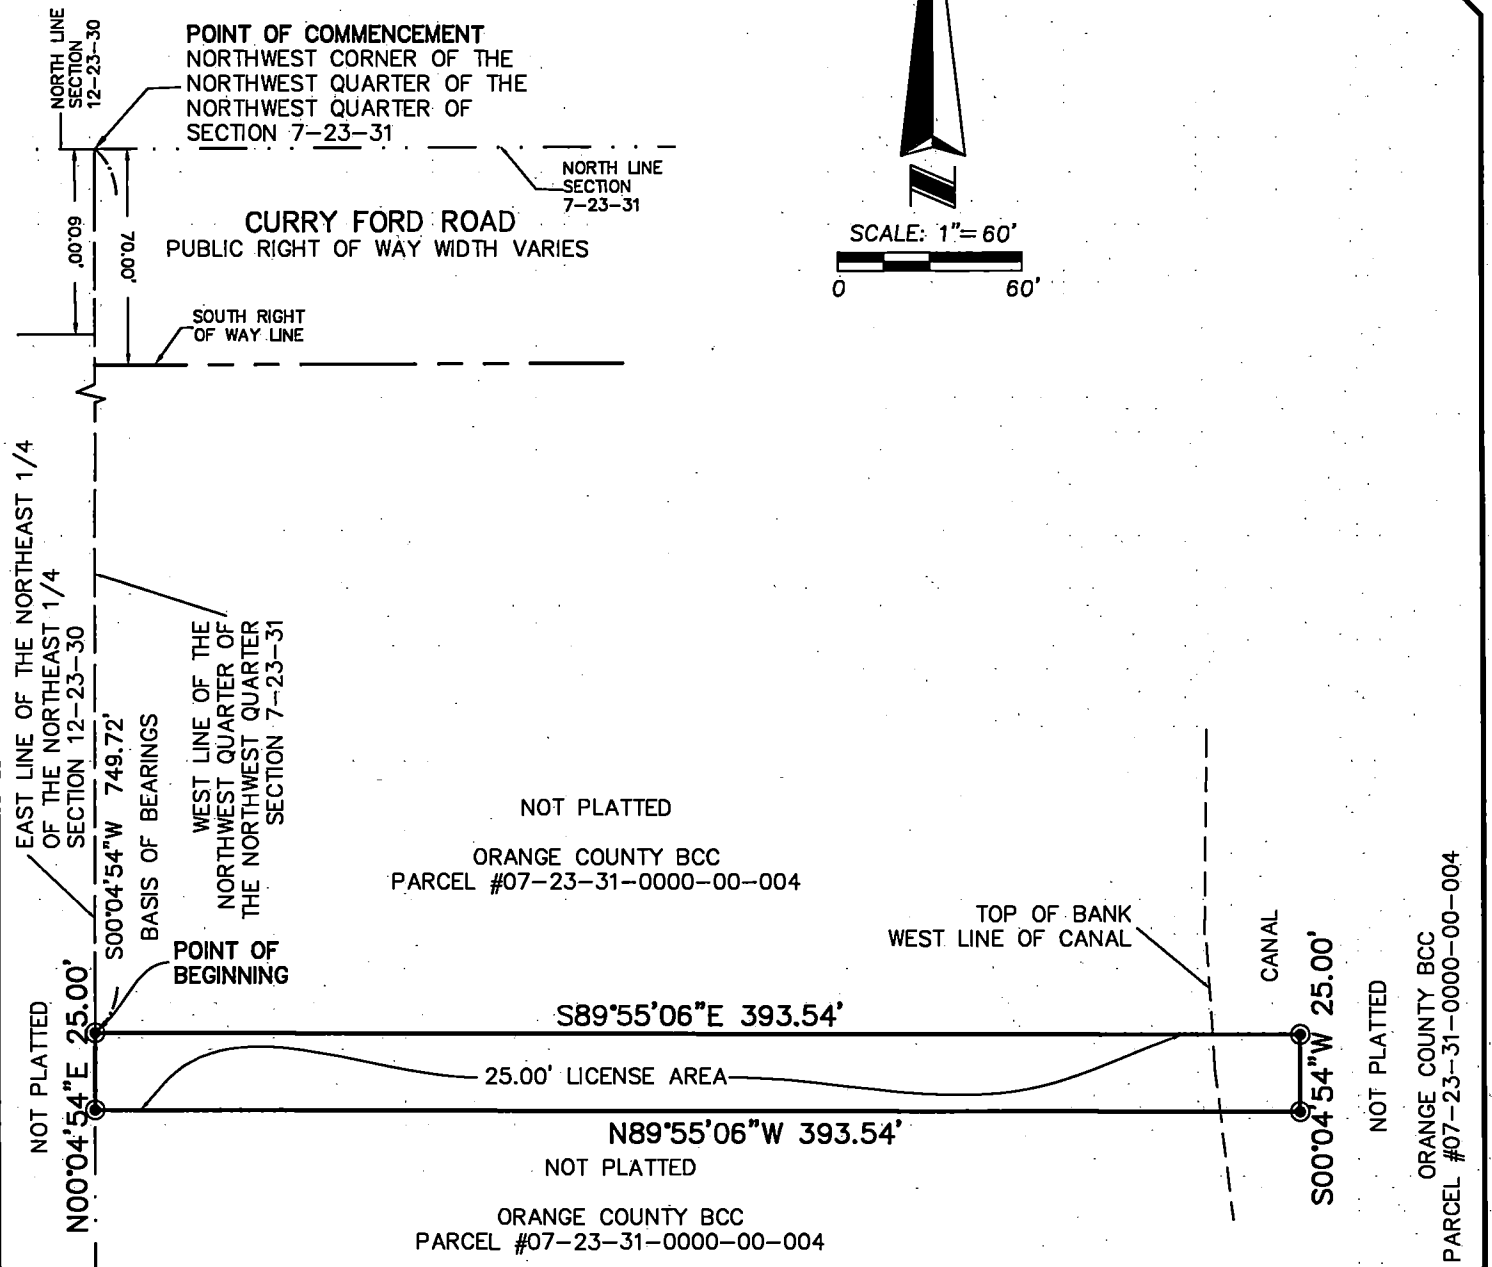 NORTH LINE
SECTION
12-23-30
POINT OF COMMENCEMENT
NORTHWEST CORNER OF THE
NORTHWEST QUARTER OF THE
NORTHWEST QUARTER OF
SECTION 7-23-31
NORTH LINE
SECTION
7-23-31
60.00'
70.00'
CURRY FORD ROAD
PUBLIC RIGHT OF WAY WIDTH VARIES
SOUTH RIGHT
OF WAY LINE
N
SCALE: 1"= 60'
0 60'
EAST LINE OF THE NORTHEAST 1/4
OF THE NORTHEAST 1/4
SECTION 12-23-30
S00°04'54"W 749.72'
BASIS OF BEARINGS
WEST LINE OF THE
NORTHWEST QUARTER OF
THE NORTHWEST QUARTER
SECTION 7-23-31
NOT PLATTED
ORANGE COUNTY BCC
PARCEL #07-23-31-0000-00-004
TOP OF BANK
WEST LINE OF CANAL
CANAL
POINT OF
BEGINNING
NOT PLATTED
N00°04'54"E 25.00'
S89°55'06"E 393.54'
25.00' LICENSE AREA
N89°55'06"W 393.54'
S00°04'54"W 25.00'
NOT PLATTED
ORANGE COUNTY BCC
PARCEL #07-23-31-0000-00-004
NOT PLATTED
ORANGE COUNTY BCC
PARCEL #07-23-31-0000-00-004